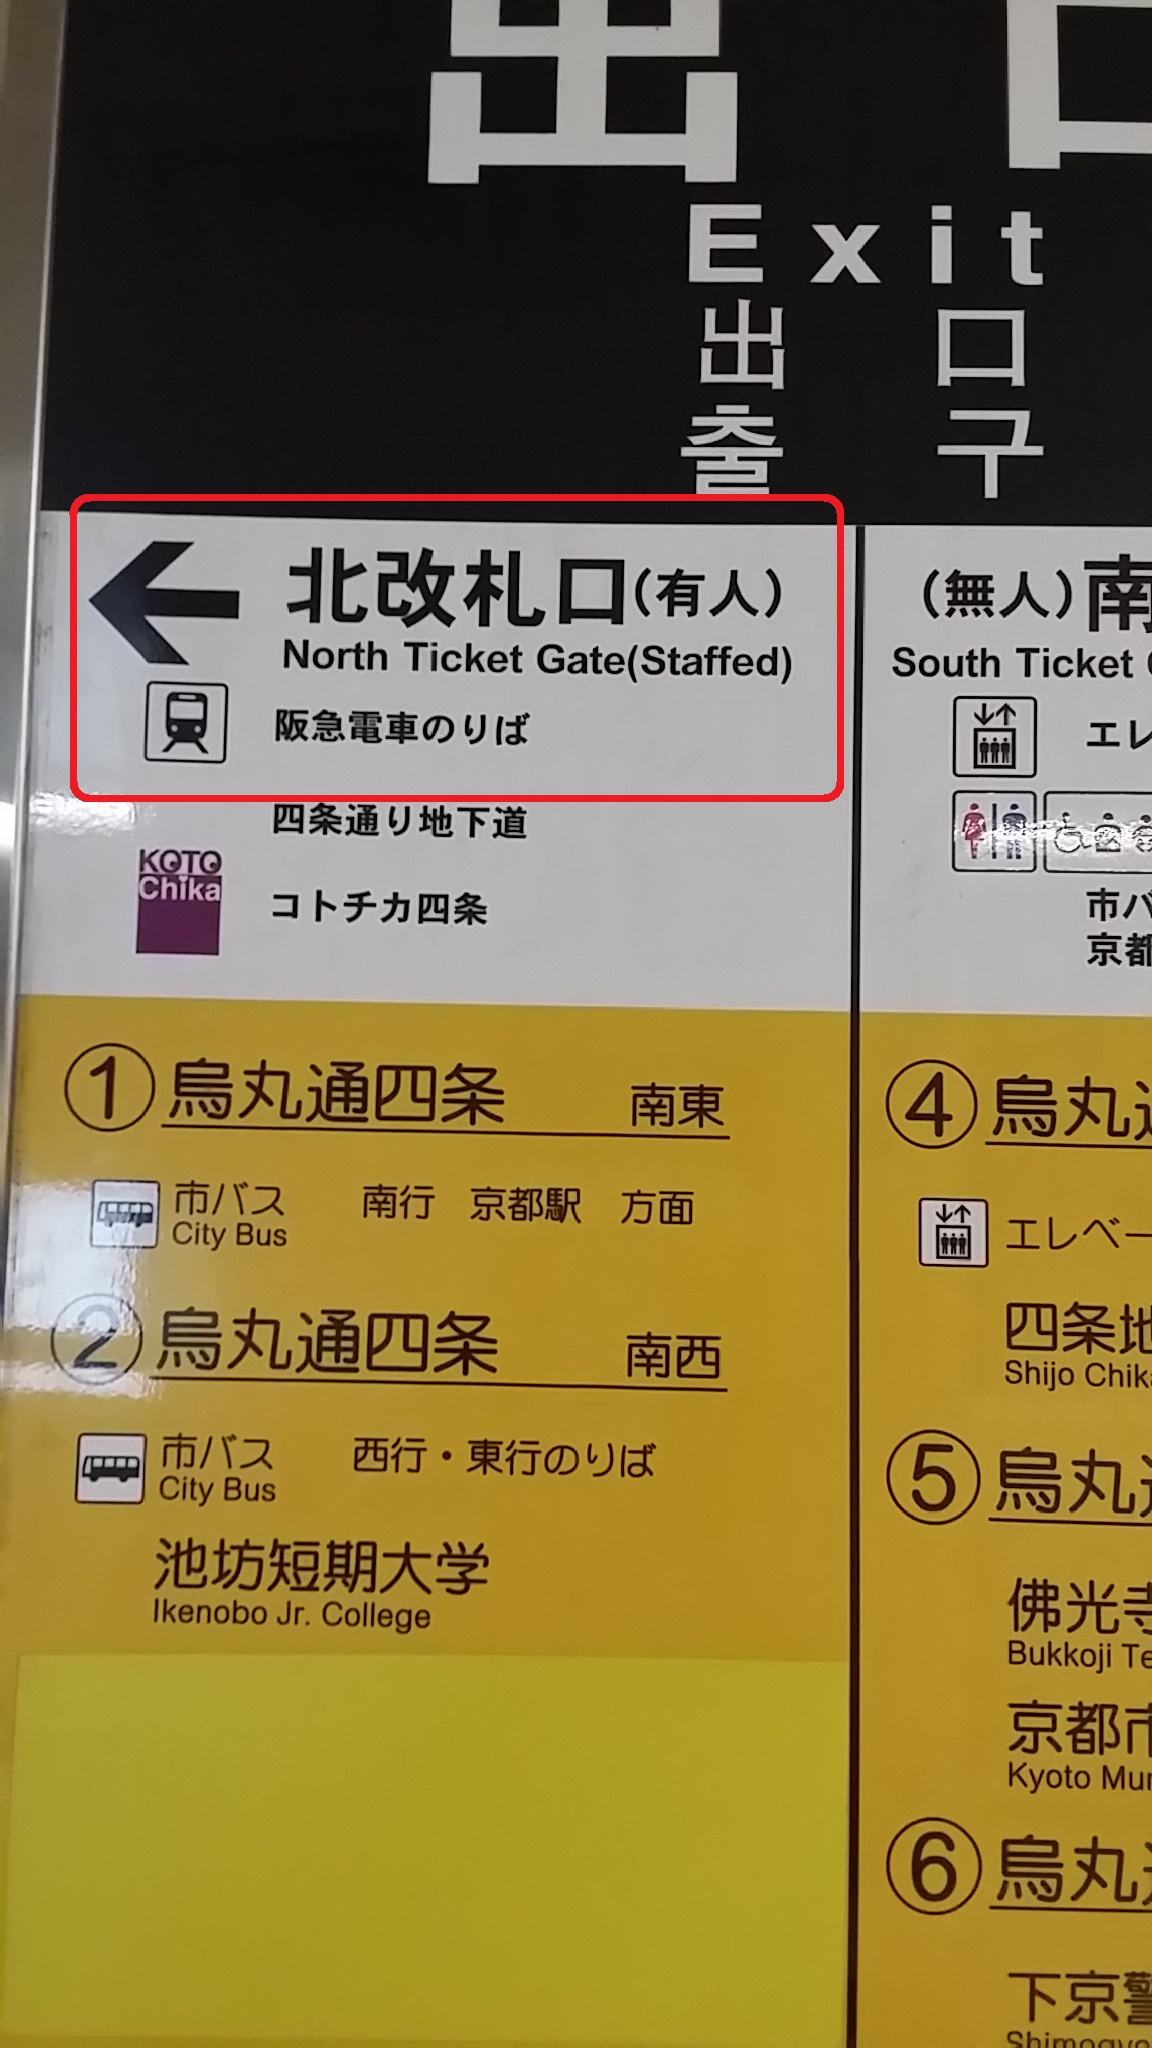 出口
Exit
出口
출구
北改札口(有人)
North Ticket Gate(Staffed)
阪急電車のりば
四条通り地下道
KOTO
Chika
コトチカ四条
① 烏丸通四条 南東
市バス 南行 京都駅 方面
City Bus
② 烏丸通四条 南西
市バス 西行・東行のりば
City Bus
池坊短期大学
Ikenobo Jr. College
(無人)南
South Ticket
エレ
市バ
京都
④ 烏丸通
エレベー
四条地
Shijo Chik
⑤ 烏丸通
佛光寺
Bukkoji Te
京都市
Kyoto Mu
⑥ 烏丸通
下京警